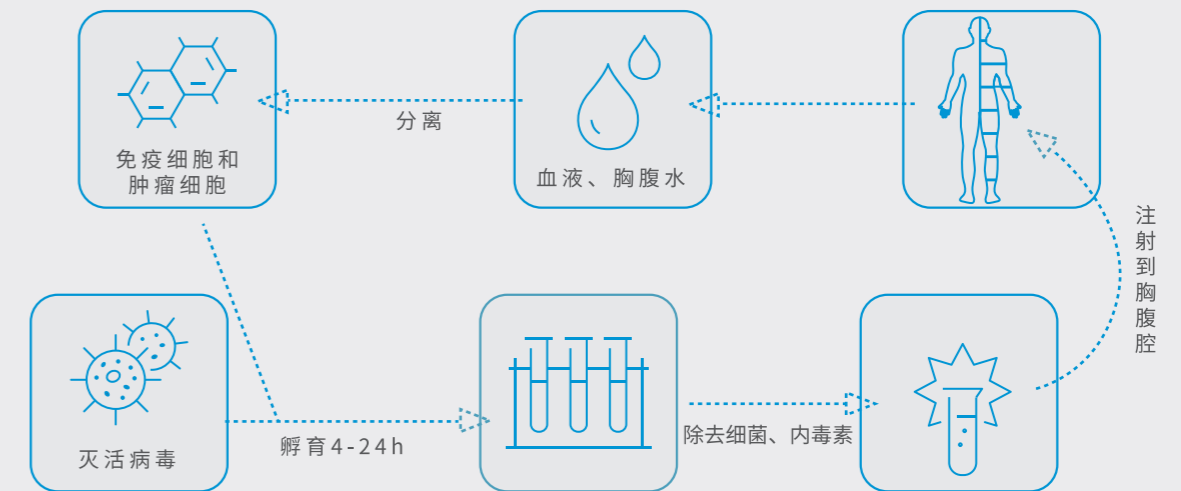 免疫细胞和
肿瘤细胞
分离
血液、胸腹水
注射到胸腹腔
灭活病毒
孵育4-24h
除去细菌、内毒素